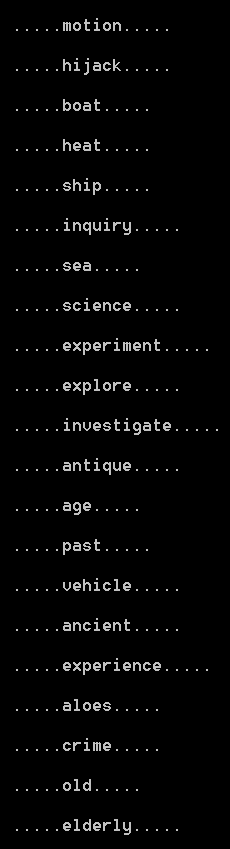 .....motion.....
.....hijack.....
.....boat.....
.....heat.....
.....ship.....
.....inquiry.....
.....sea.....
.....science.....
.....experiment.....
.....explore.....
.....investigate.....
.....antique.....
.....age.....
.....past.....
.....vehicle.....
.....ancient.....
.....experience.....
.....aloes.....
.....crime.....
.....old.....
.....elderly.....